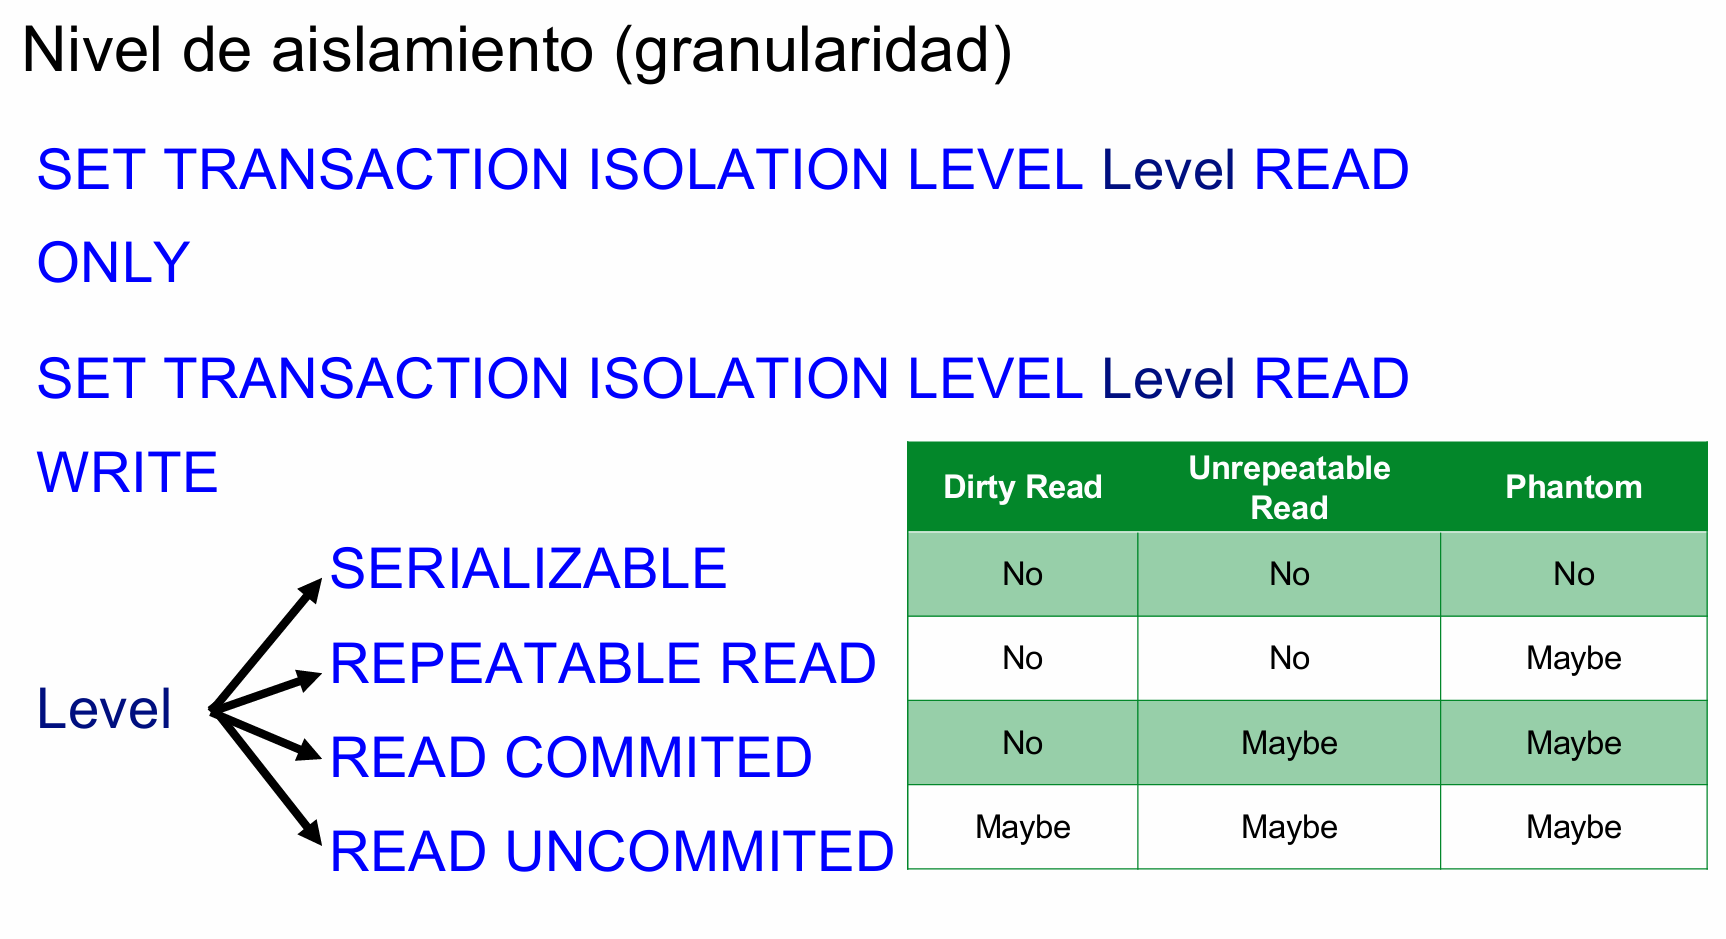 Nivel de aislamiento (granularidad)
SET TRANSACTION ISOLATION LEVEL Level READ
ONLY
SET TRANSACTION ISOLATION LEVEL Level READ
WRITE
Level
SERIALIZABLE
REPEATABLE READ
READ COMMITED
READ UNCOMMITED
Dirty Read Unrepeatable Read Phantom
No No No
No No Maybe
No Maybe Maybe
Maybe Maybe Maybe